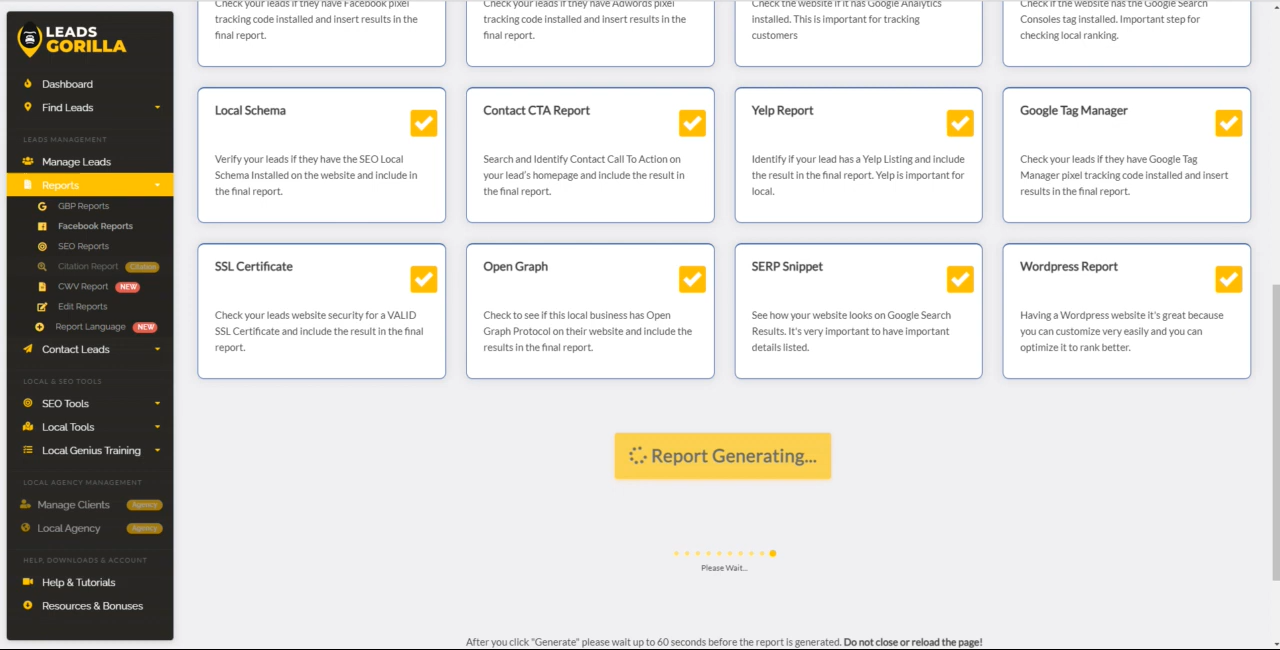 LEADS
GORILLA
Dashboard
Find Leads
LEADS MANAGEMENT
Manage Leads
Reports
GBP Reports
Facebook Reports
SEO Reports
Citation Report Citation
CWV Report NEW
Edit Reports
Report Language NEW
Contact Leads
LOCAL & SEO TOOLS
SEO Tools
Local Tools
Local Genius Training
LOCAL AGENCY MANAGEMENT
Manage Clients Agency
Local Agency Agency
HELP, DOWNLOADS & ACCOUNT
Help & Tutorials
Resources & Bonuses
Check your leads if they have Facebook pixel
tracking code installed and insert results in the
final report.
Check your leads if they have Adwords pixel
tracking code installed and insert results in the
final report.
Check the website if it has Google Analytics
installed. This is important for tracking
customers
Check if the website has the Google Search
Consoles tag installed. Important step for
checking local ranking.
Local Schema
Verify your leads if they have the SEO Local
Schema Installed on the website and include in
the final report.
Contact CTA Report
Search and Identify Contact Call To Action on
your lead's homepage and include the result in
the final report.
Yelp Report
Identify if your lead has a Yelp Listing and include
the result in the final report. Yelp is important for
local.
Google Tag Manager
Check your leads if they have Google Tag
Manager pixel tracking code installed and insert
results in the final report.
SSL Certificate
Check your leads website security for a VALID
SSL Certificate and include the result in the final
report.
Open Graph
Check to see if this local business has Open
Graph Protocol on their website and include the
results in the final report.
SERP Snippet
See how your website looks on Google Search
Results. It's very important to have important
details listed.
Wordpress Report
Having a Wordpress website it's great because
you can customize very easily and you can
optimize it to rank better.
Report Generating...
Please Wait...
After you click "Generate" please wait up to 60 seconds before the report is generated. Do not close or reload the page!